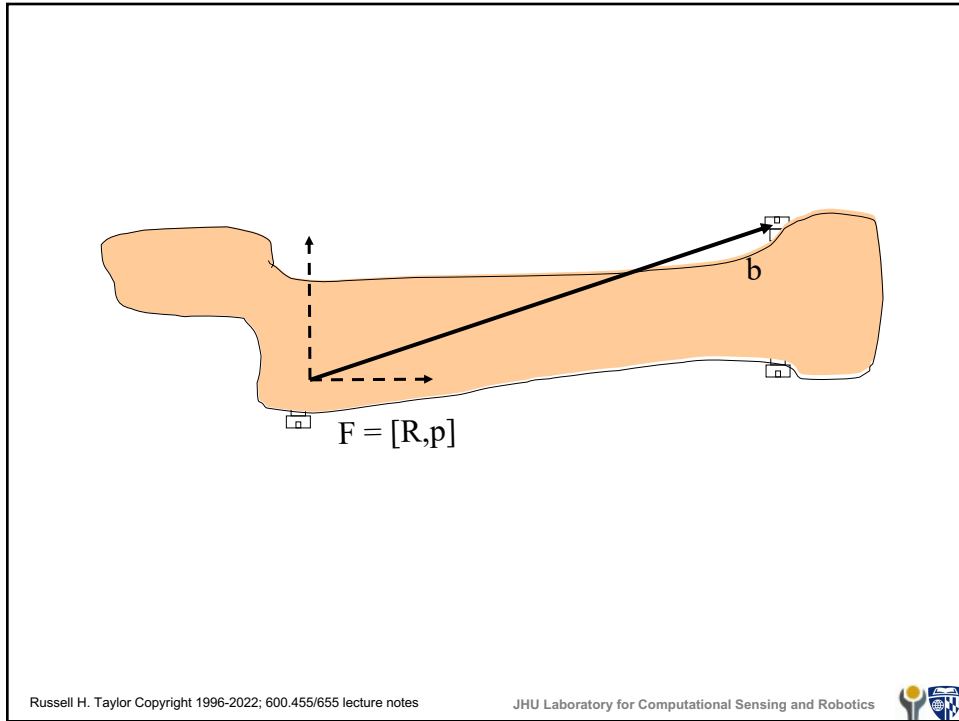 b
F = [R,p]
Russell H. Taylor Copyright 1996-2022; 600.455/655 lecture notes
JHU Laboratory for Computational Sensing and Robotics